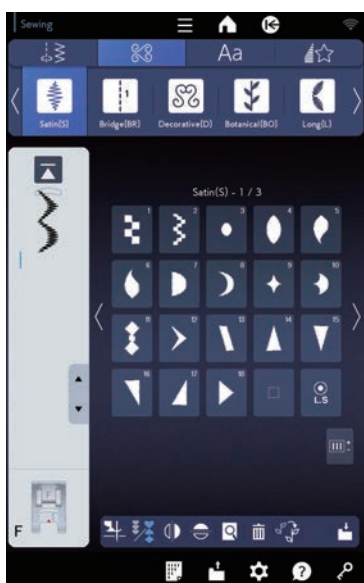 Sewing
Aa
1
Satin(S) Bridge(BR) Decorative(D) Botanical(BO) Long(L)
Satin(S) - 1 / 3
1 2 3 4 5
6 7 8 9 10
11 12 13 14 15
16 17 18
L.S
F
?